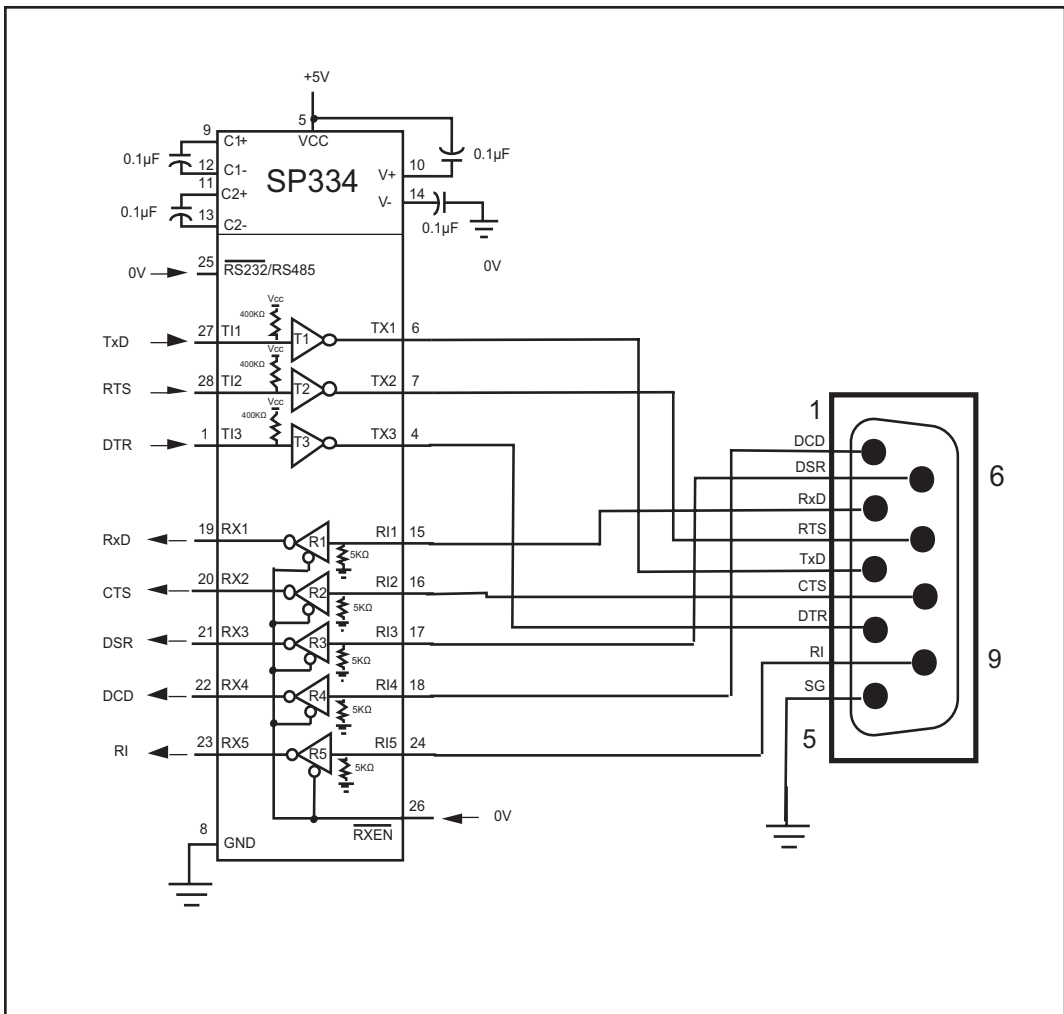 +5V
5
VCC
9
C1+
0.1µF
12
C1-
11
C2+
0.1µF
13
C2-
SP334
V+
10
0.1µF
V-
14
0.1µF
0V
0V
25
RS232/RS485
Vcc
400KΩ
TxD
27
TI1
T1
TX1
6
Vcc
400KΩ
RTS
28
TI2
T2
TX2
7
Vcc
400KΩ
DTR
1
TI3
T3
TX3
4
RxD
19
RX1
R1
RI1
15
5KΩ
CTS
20
RX2
R2
RI2
16
5KΩ
DSR
21
RX3
R3
RI3
17
5KΩ
DCD
22
RX4
R4
RI4
18
5KΩ
RI
23
RX5
R5
RI5
24
5KΩ
26
0V
RXEN
8
GND
1
DCD
DSR
6
RxD
RTS
TxD
CTS
DTR
RI
9
SG
5